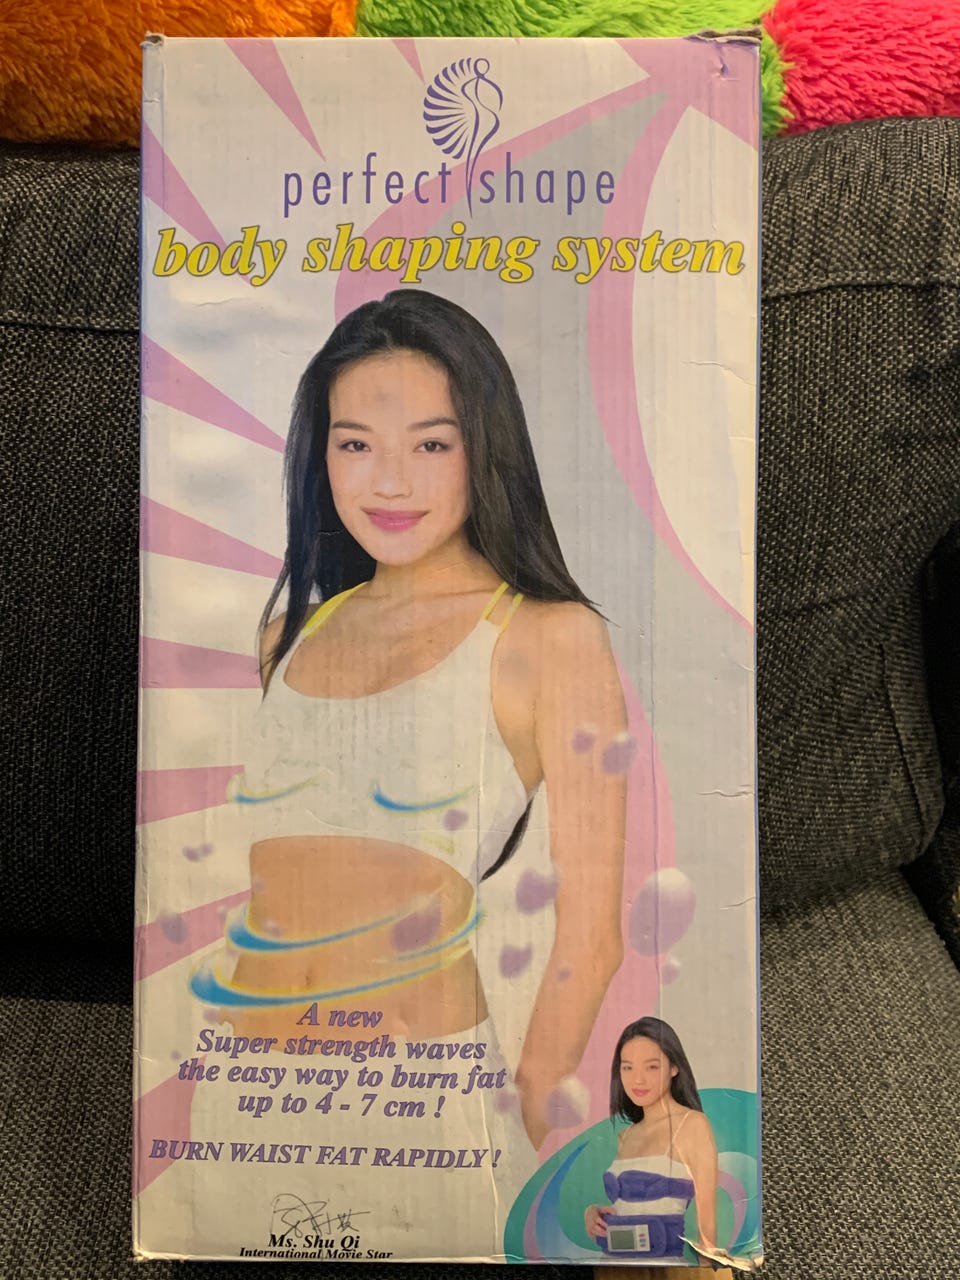 perfect shape
body shaping system
A new
Super strength waves
the easy way to burn fat
up to 4 - 7 cm !
BURN WAIST FAT RAPIDLY !
Ms. Shu Qi
International Movie Star